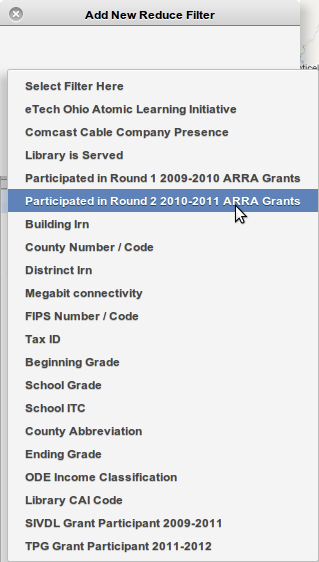 Add New Reduce Filter
Select Filter Here
eTech Ohio Atomic Learning Initiative
Comcast Cable Company Presence
Library is Served
Participated in Round 1 2009-2010 ARRA Grants
Participated in Round 2 2010-2011 ARRA Grants
Building Irn
County Number / Code
Distrinct Irn
Megabit connectivity
FIPS Number / Code
Tax ID
Beginning Grade
School Grade
School ITC
County Abbreviation
Ending Grade
ODE Income Classification
Library CAI Code
SIVDL Grant Participant 2009-2011
TPG Grant Participant 2011-2012